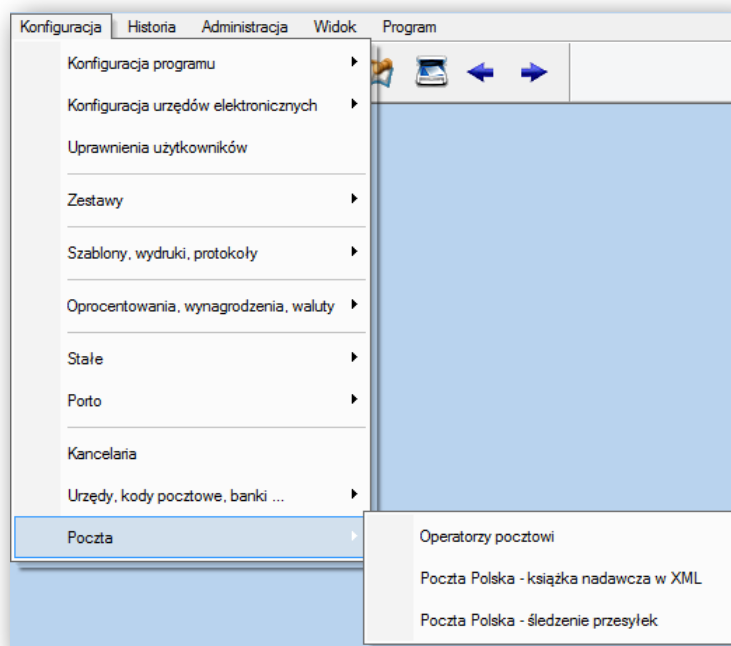 Konfiguracja Historia Administracja Widok Program
Konfiguracja programu
Konfiguracja urzędów elektronicznych
Uprawnienia użytkowników
Zestawy
Szablony, wydruki, protokoły
Oprocentowania, wynagrodzenia, waluty
Stałe
Porto
Kancelaria
Urzędy, kody pocztowe, banki ...
Poczta
Operatorzy pocztowi
Poczta Polska - książka nadawcza w XML
Poczta Polska - śledzenie przesyłek